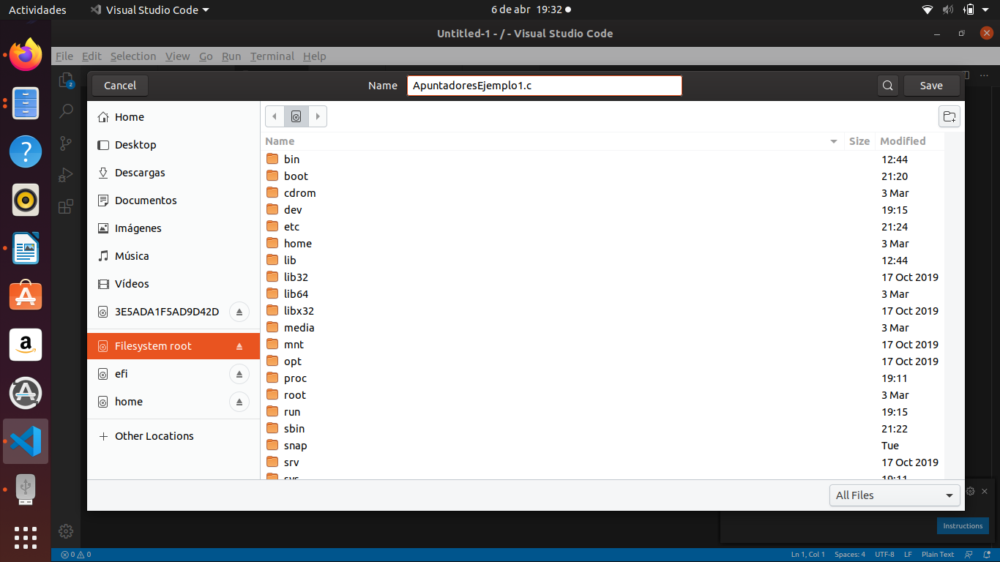 Actividades Visual Studio Code 6 de abr 19:32
Untitled-1 - / - Visual Studio Code
File Edit Selection View Go Run Terminal Help
Cancel Name ApuntadoresEjemplo1.c Save
2
Home
Desktop
Descargas
Documentos
Imágenes
Música
Vídeos
3E5ADA1F5AD9D42D
Filesystem root
efi
home
Other Locations
Name Size Modified
bin 12:44
boot 21:20
cdrom 3 Mar
dev 19:15
etc 21:24
home 3 Mar
lib 12:44
lib32 17 Oct 2019
lib64 3 Mar
libx32 17 Oct 2019
media 3 Mar
mnt 17 Oct 2019
opt 17 Oct 2019
proc 19:11
root 3 Mar
run 19:15
sbin 21:22
snap Tue
srv 17 Oct 2019
sys 19:11
All Files
Instructions
0 0 Ln 1, Col 1 Spaces: 4 UTF-8 LF Plain Text